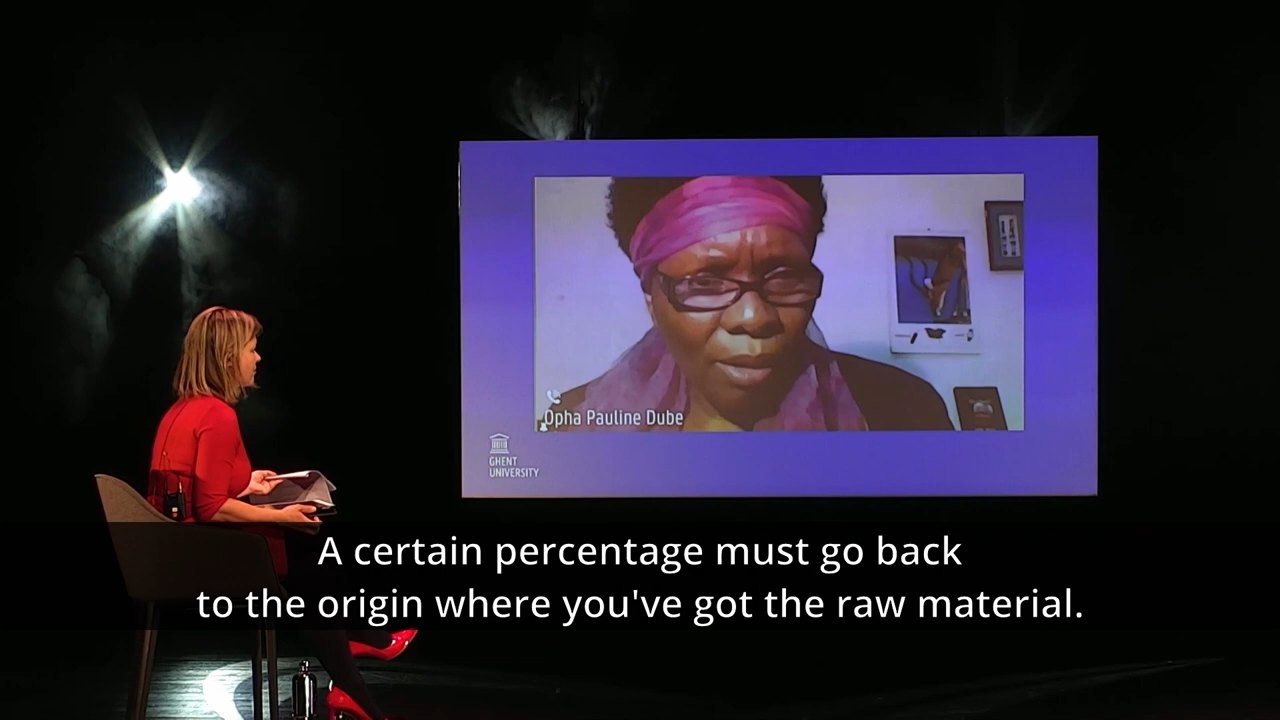 Opha Pauline Dube
GHENT
UNIVERSITY
A certain percentage must go back
to the origin where you've got the raw material.